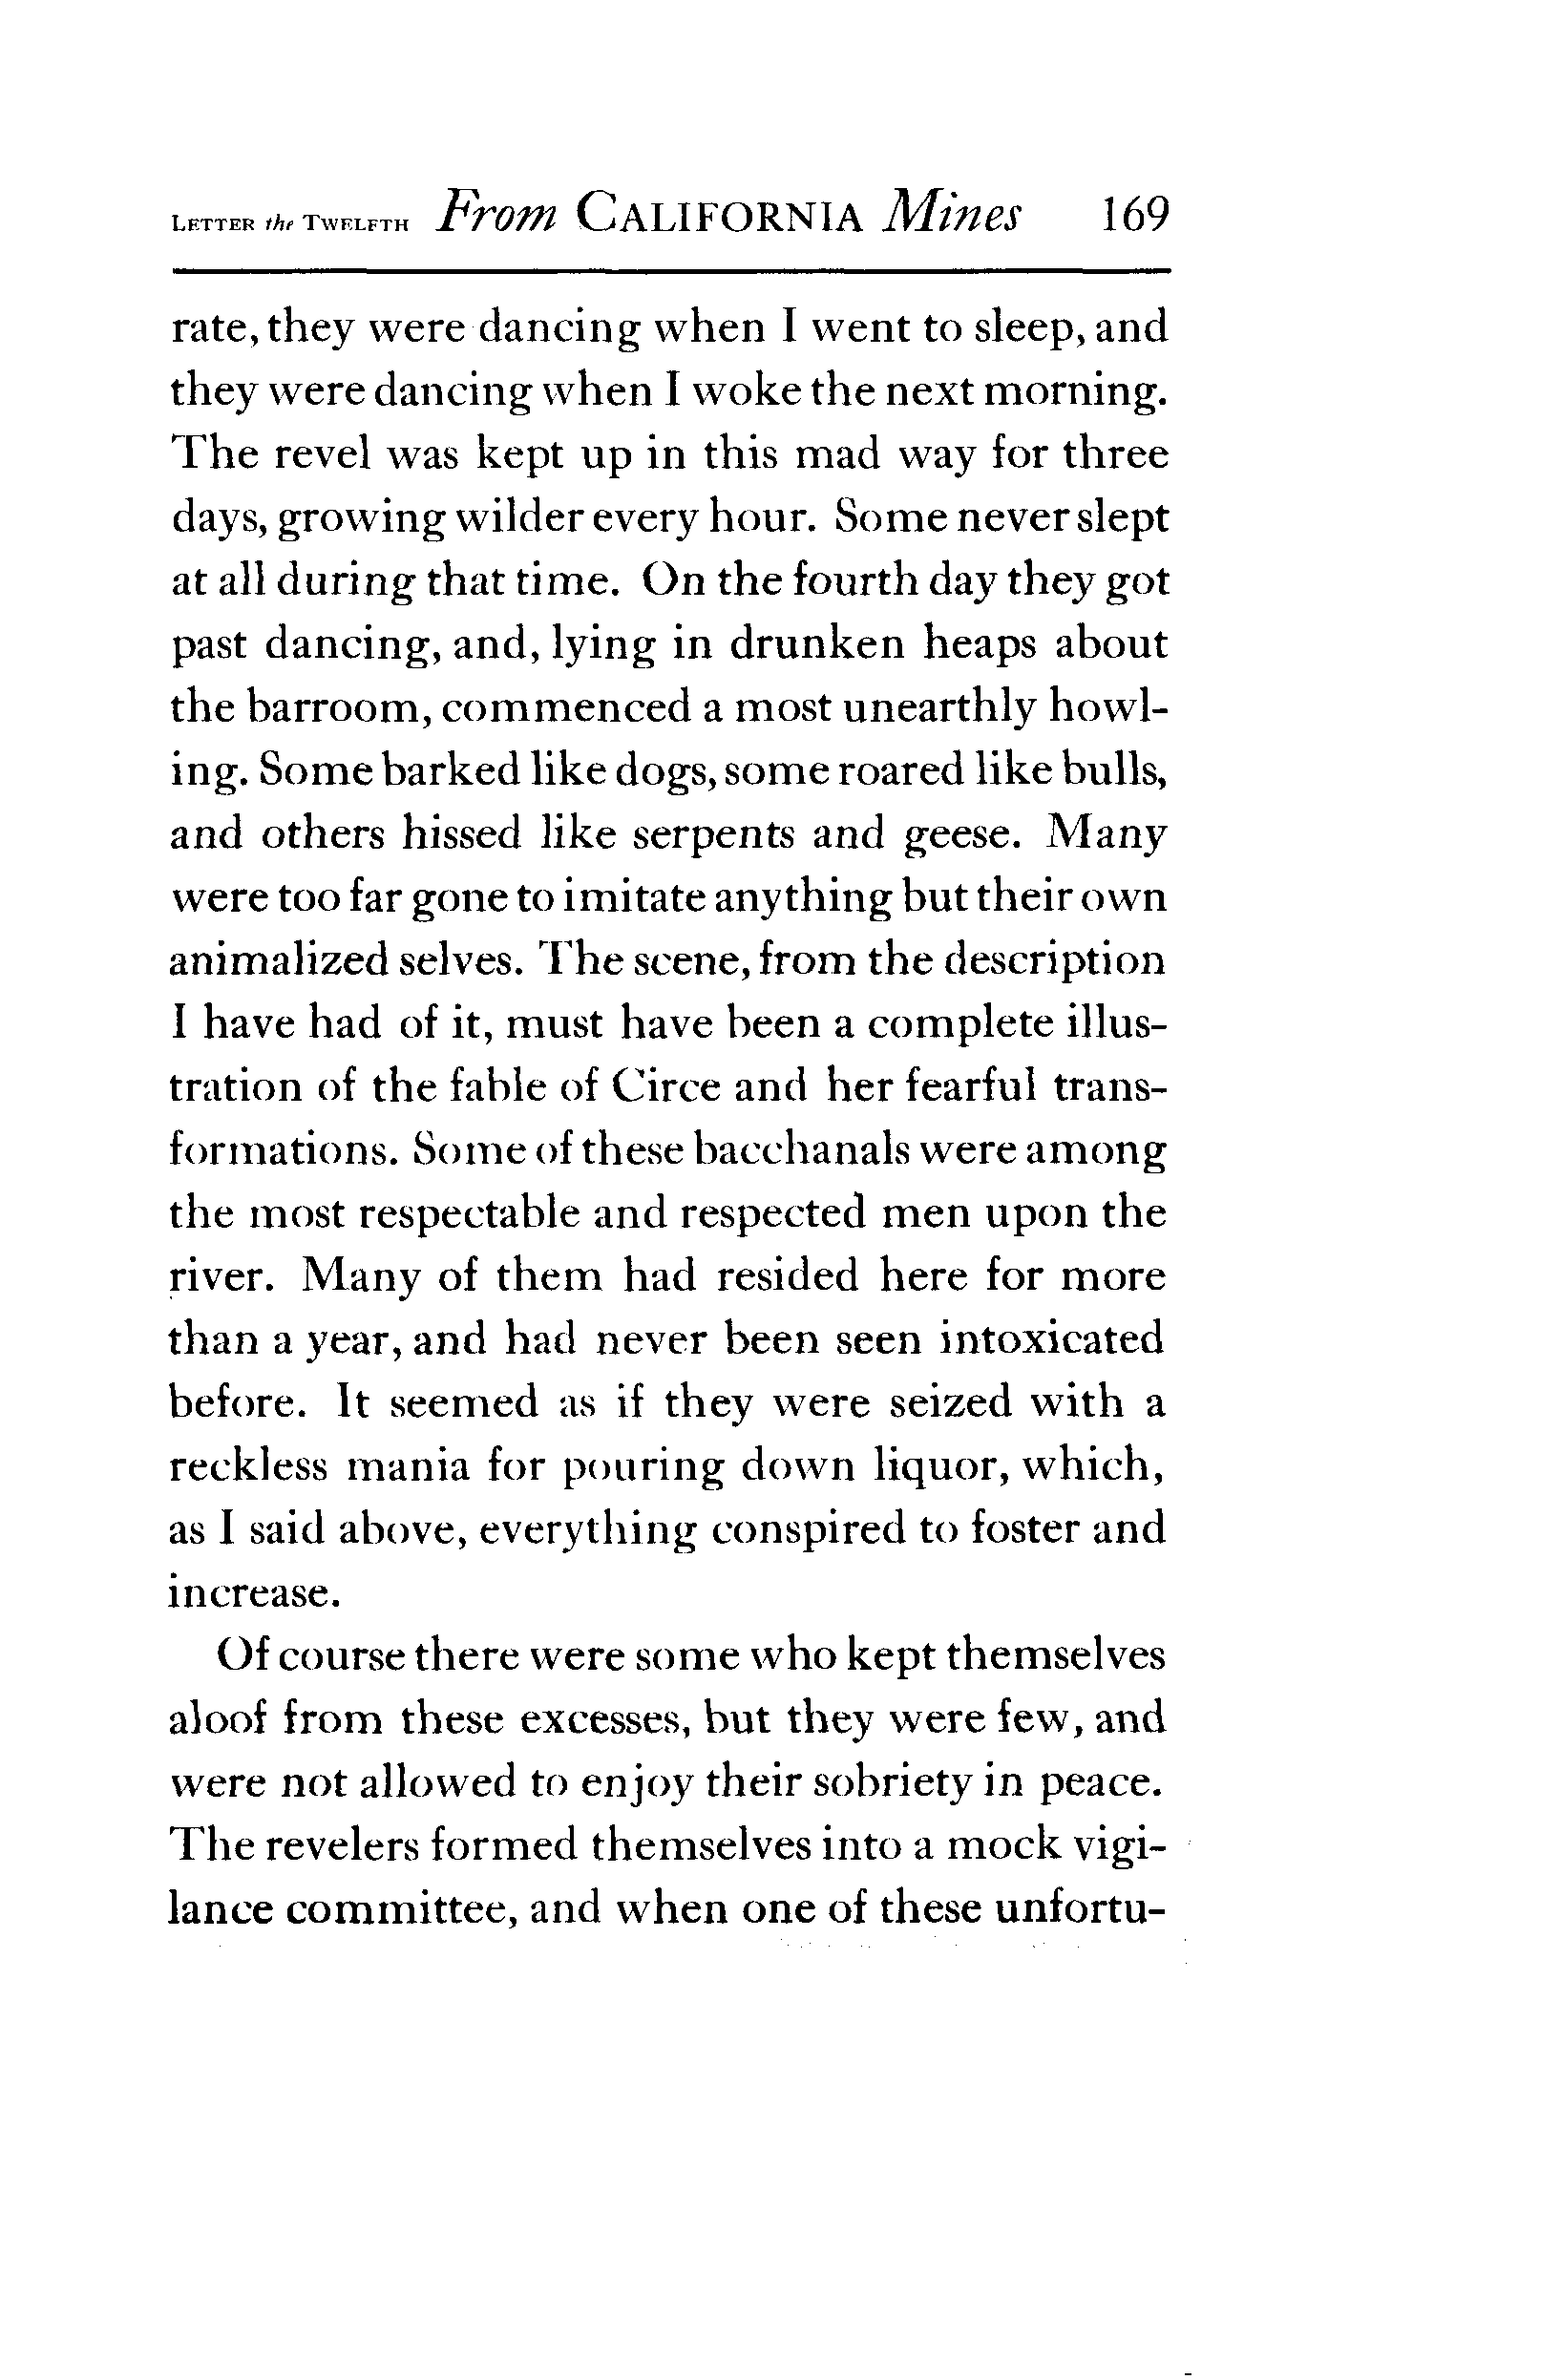 LETTER the TWELFTH From CALIFORNIA Mines 169
rate, they were dancing when I went to sleep, and
they were dancing when I woke the next morning.
The revel was kept up in this mad way for three
days, growing wilder every hour. Some never slept
at all during that time. On the fourth day they got
past dancing, and, lying in drunken heaps about
the barroom, commenced a most unearthly howl-
ing. Some barked like dogs, some roared like bulls,
and others hissed like serpents and geese. Many
were too far gone to imitate anything but their own
animalized selves. The scene, from the description
I have had of it, must have been a complete illus-
tration of the fable of Circe and her fearful trans-
formations. Some of these bacchanals were among
the most respectable and respected men upon the
river. Many of them had resided here for more
than a year, and had never been seen intoxicated
before. It seemed as if they were seized with a
reckless mania for pouring down liquor, which,
as I said above, everything conspired to foster and
increase.
Of course there were some who kept themselves
aloof from these excesses, but they were few, and
were not allowed to enjoy their sobriety in peace.
The revelers formed themselves into a mock vigi-
lance committee, and when one of these unfortu-